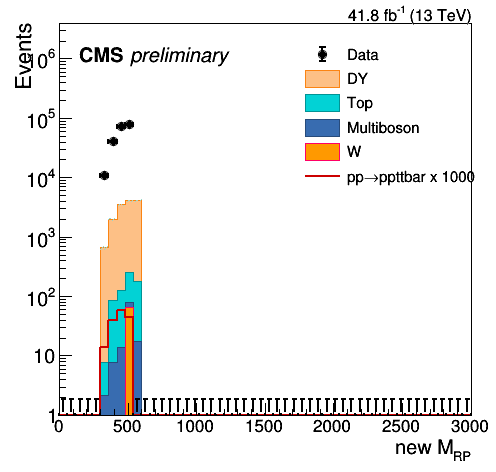 41.8 fb⁻¹ (13 TeV)
Events
CMS preliminary
Data
DY
Top
Multiboson
W
pp→ppttbar x 1000
10⁶
10⁵
10⁴
10³
10²
10
1
0 500 1000 1500 2000 2500 3000
new M_RP